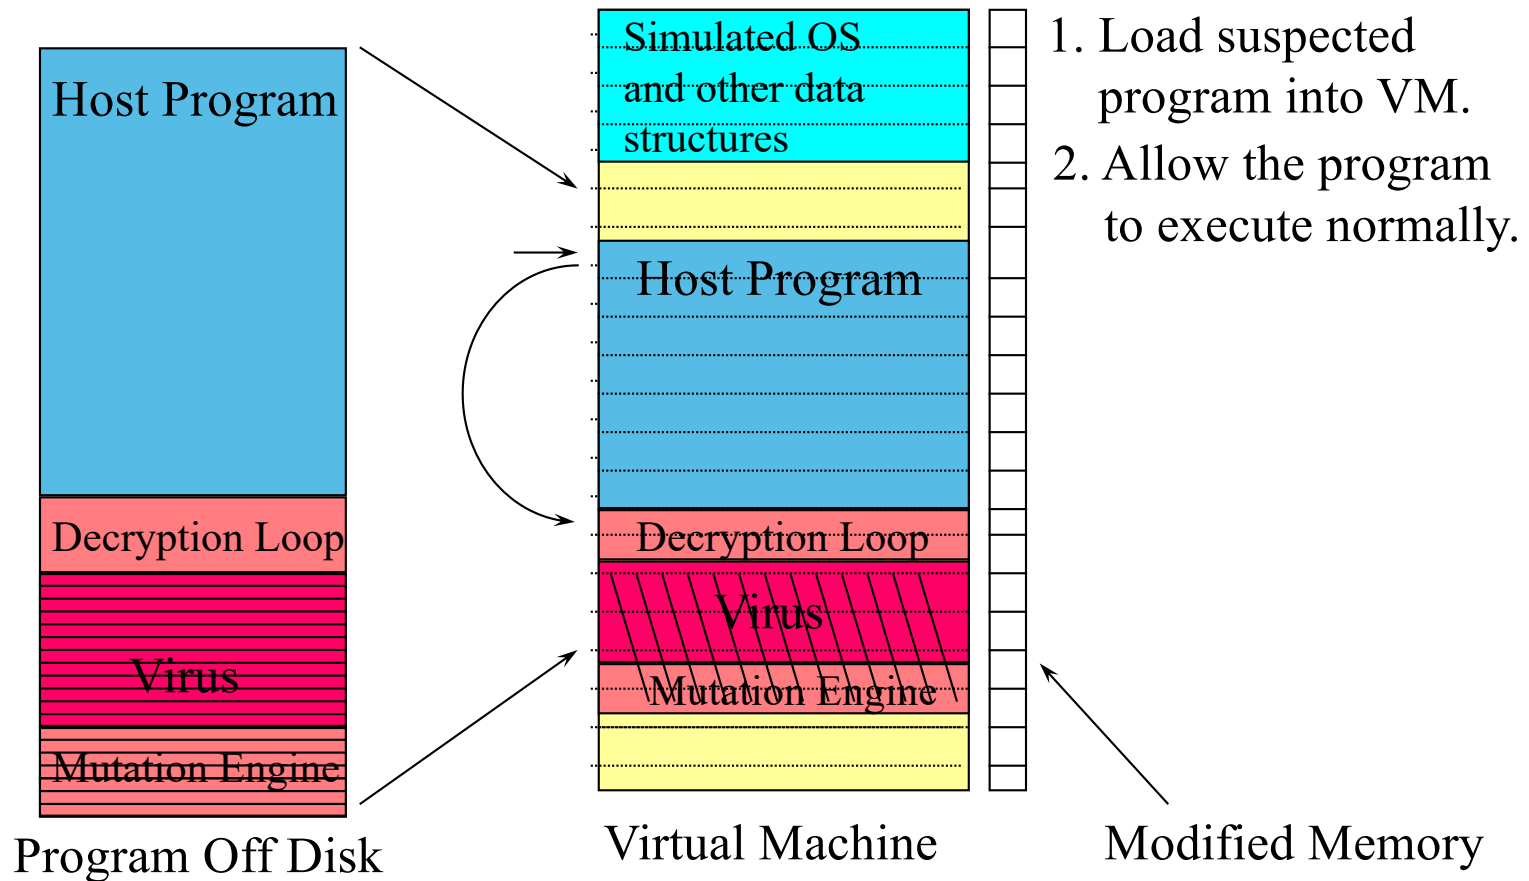 Host Program
Decryption Loop
Virus
Mutation Engine
Program Off Disk
Simulated OS
and other data
structures
Host Program
Decryption Loop
Virus
Mutation Engine
Virtual Machine
1. Load suspected
program into VM.
2. Allow the program
to execute normally.
Modified Memory